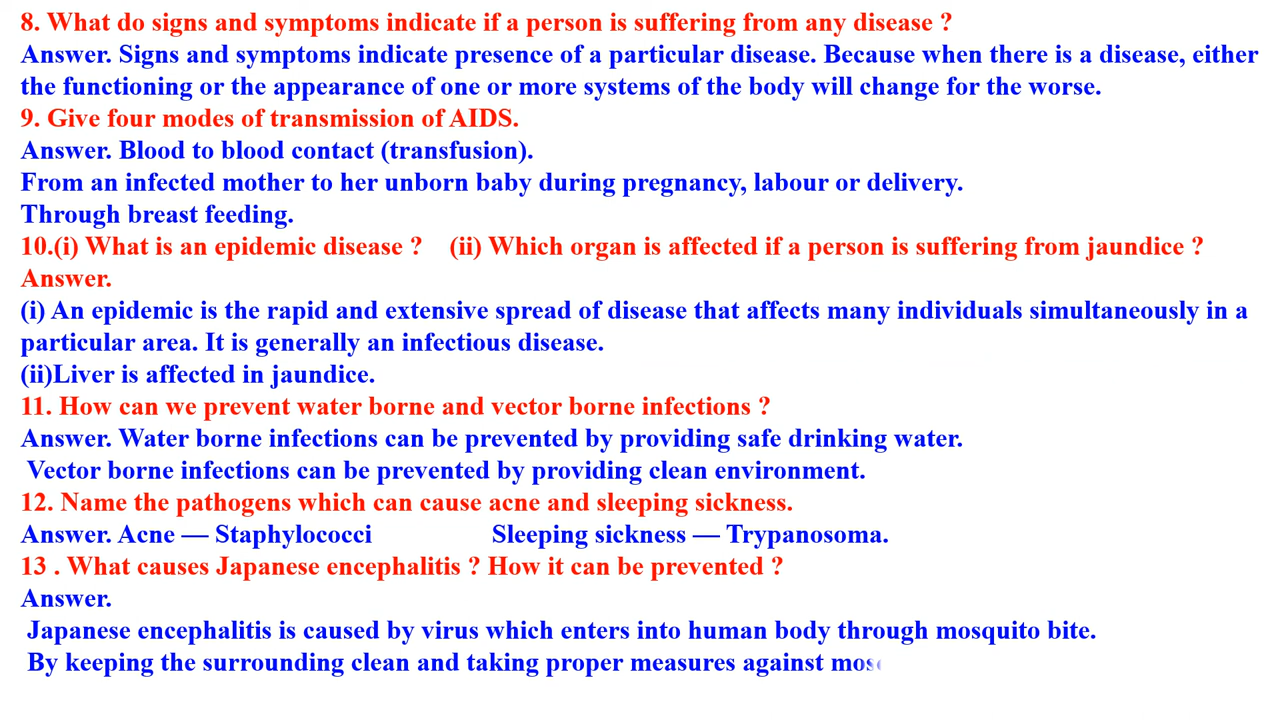 8. What do signs and symptoms indicate if a person is suffering from any disease ?
Answer. Signs and symptoms indicate presence of a particular disease. Because when there is a disease, either
the functioning or the appearance of one or more systems of the body will change for the worse.
9. Give four modes of transmission of AIDS.
Answer. Blood to blood contact (transfusion).
From an infected mother to her unborn baby during pregnancy, labour or delivery.
Through breast feeding.
10.(i) What is an epidemic disease ? (ii) Which organ is affected if a person is suffering from jaundice ?
Answer.
(i) An epidemic is the rapid and extensive spread of disease that affects many individuals simultaneously in a
particular area. It is generally an infectious disease.
(ii)Liver is affected in jaundice.
11. How can we prevent water borne and vector borne infections ?
Answer. Water borne infections can be prevented by providing safe drinking water.
Vector borne infections can be prevented by providing clean environment.
12. Name the pathogens which can cause acne and sleeping sickness.
Answer. Acne — Staphylococci Sleeping sickness — Trypanosoma.
13 . What causes Japanese encephalitis ? How it can be prevented ?
Answer.
Japanese encephalitis is caused by virus which enters into human body through mosquito bite.
By keeping the surrounding clean and taking proper measures against